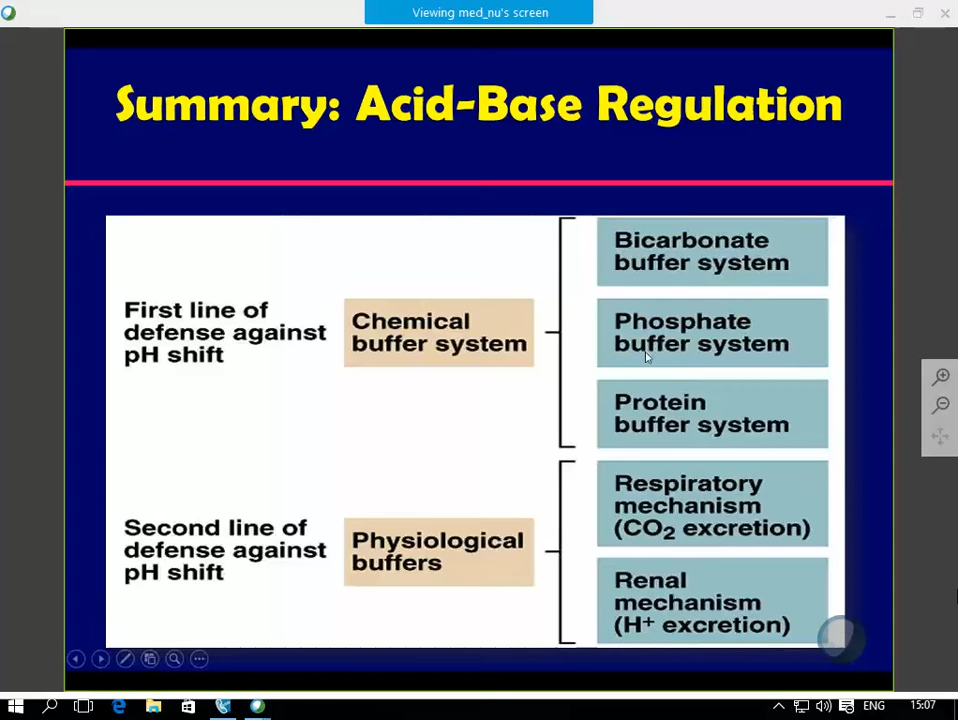 Viewing med_nu's screen
Summary: Acid-Base Regulation
First line of
defense against
pH shift
Chemical
buffer system
Bicarbonate
buffer system
Phosphate
buffer system
Protein
buffer system
Second line of
defense against
pH shift
Physiological
buffers
Respiratory
mechanism
(CO₂ excretion)
Renal
mechanism
(H⁺ excretion)
ENG
15:07